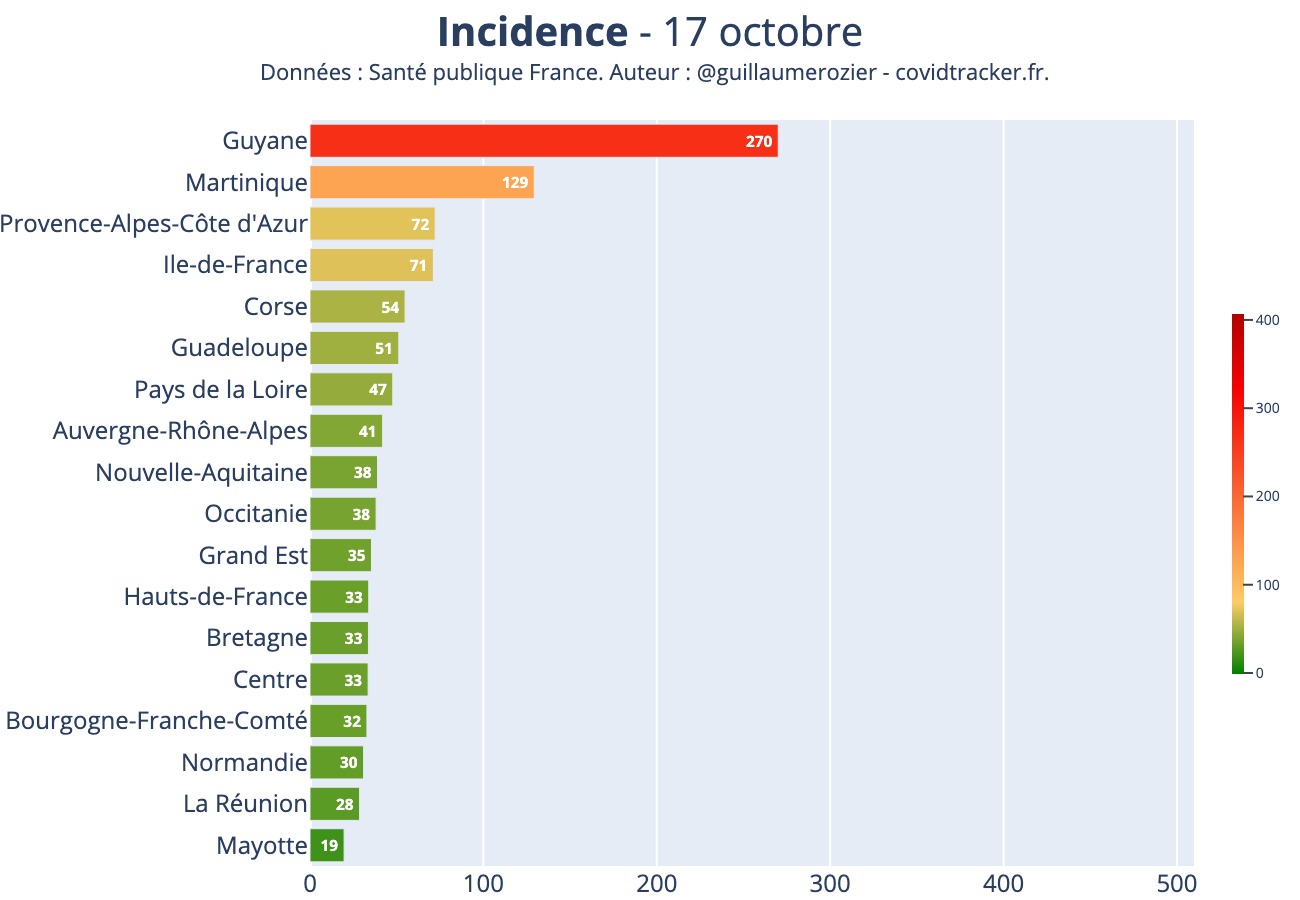 Incidence - 17 octobre
Données : Santé publique France. Auteur : @guillaumerozier - covidtracker.fr.
Guyane 270
Martinique 129
Provence-Alpes-Côte d'Azur 72
Ile-de-France 71
Corse 54
Guadeloupe 51
Pays de la Loire 47
Auvergne-Rhône-Alpes 41
Nouvelle-Aquitaine 38
Occitanie 38
Grand Est 35
Hauts-de-France 33
Bretagne 33
Centre 33
Bourgogne-Franche-Comté 32
Normandie 30
La Réunion 28
Mayotte 19
0 100 200 300 400 500
400
300
200
100
0